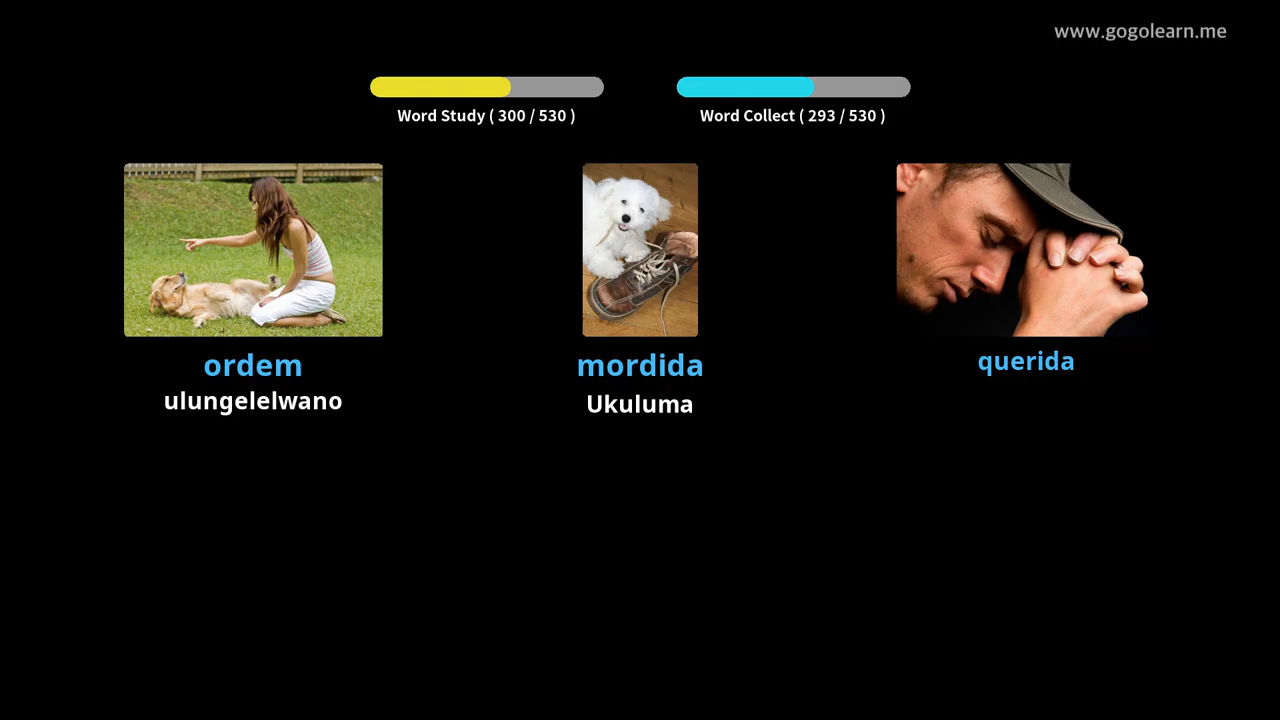 www.gogolearn.me
Word Study ( 300 / 530 )
Word Collect ( 293 / 530 )
ordem
mordida
querida
ulungelelwano
Ukuluma